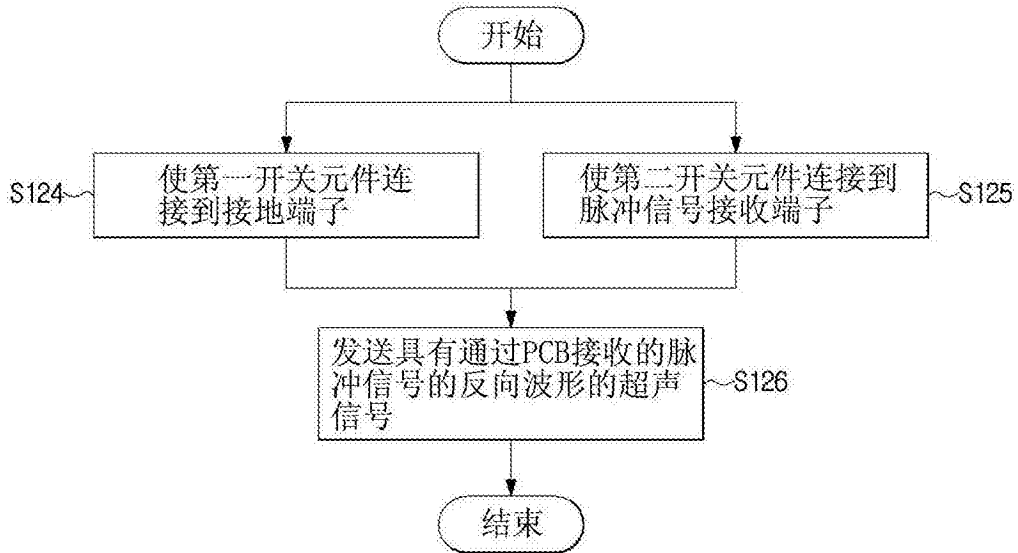 开始
S124
使第一开关元件连
接到接地端子
使第二开关元件连接到
脉冲信号接收端子
S125
发送具有通过PCB接收的脉
冲信号的反向波形的超声
信号
S126
结束